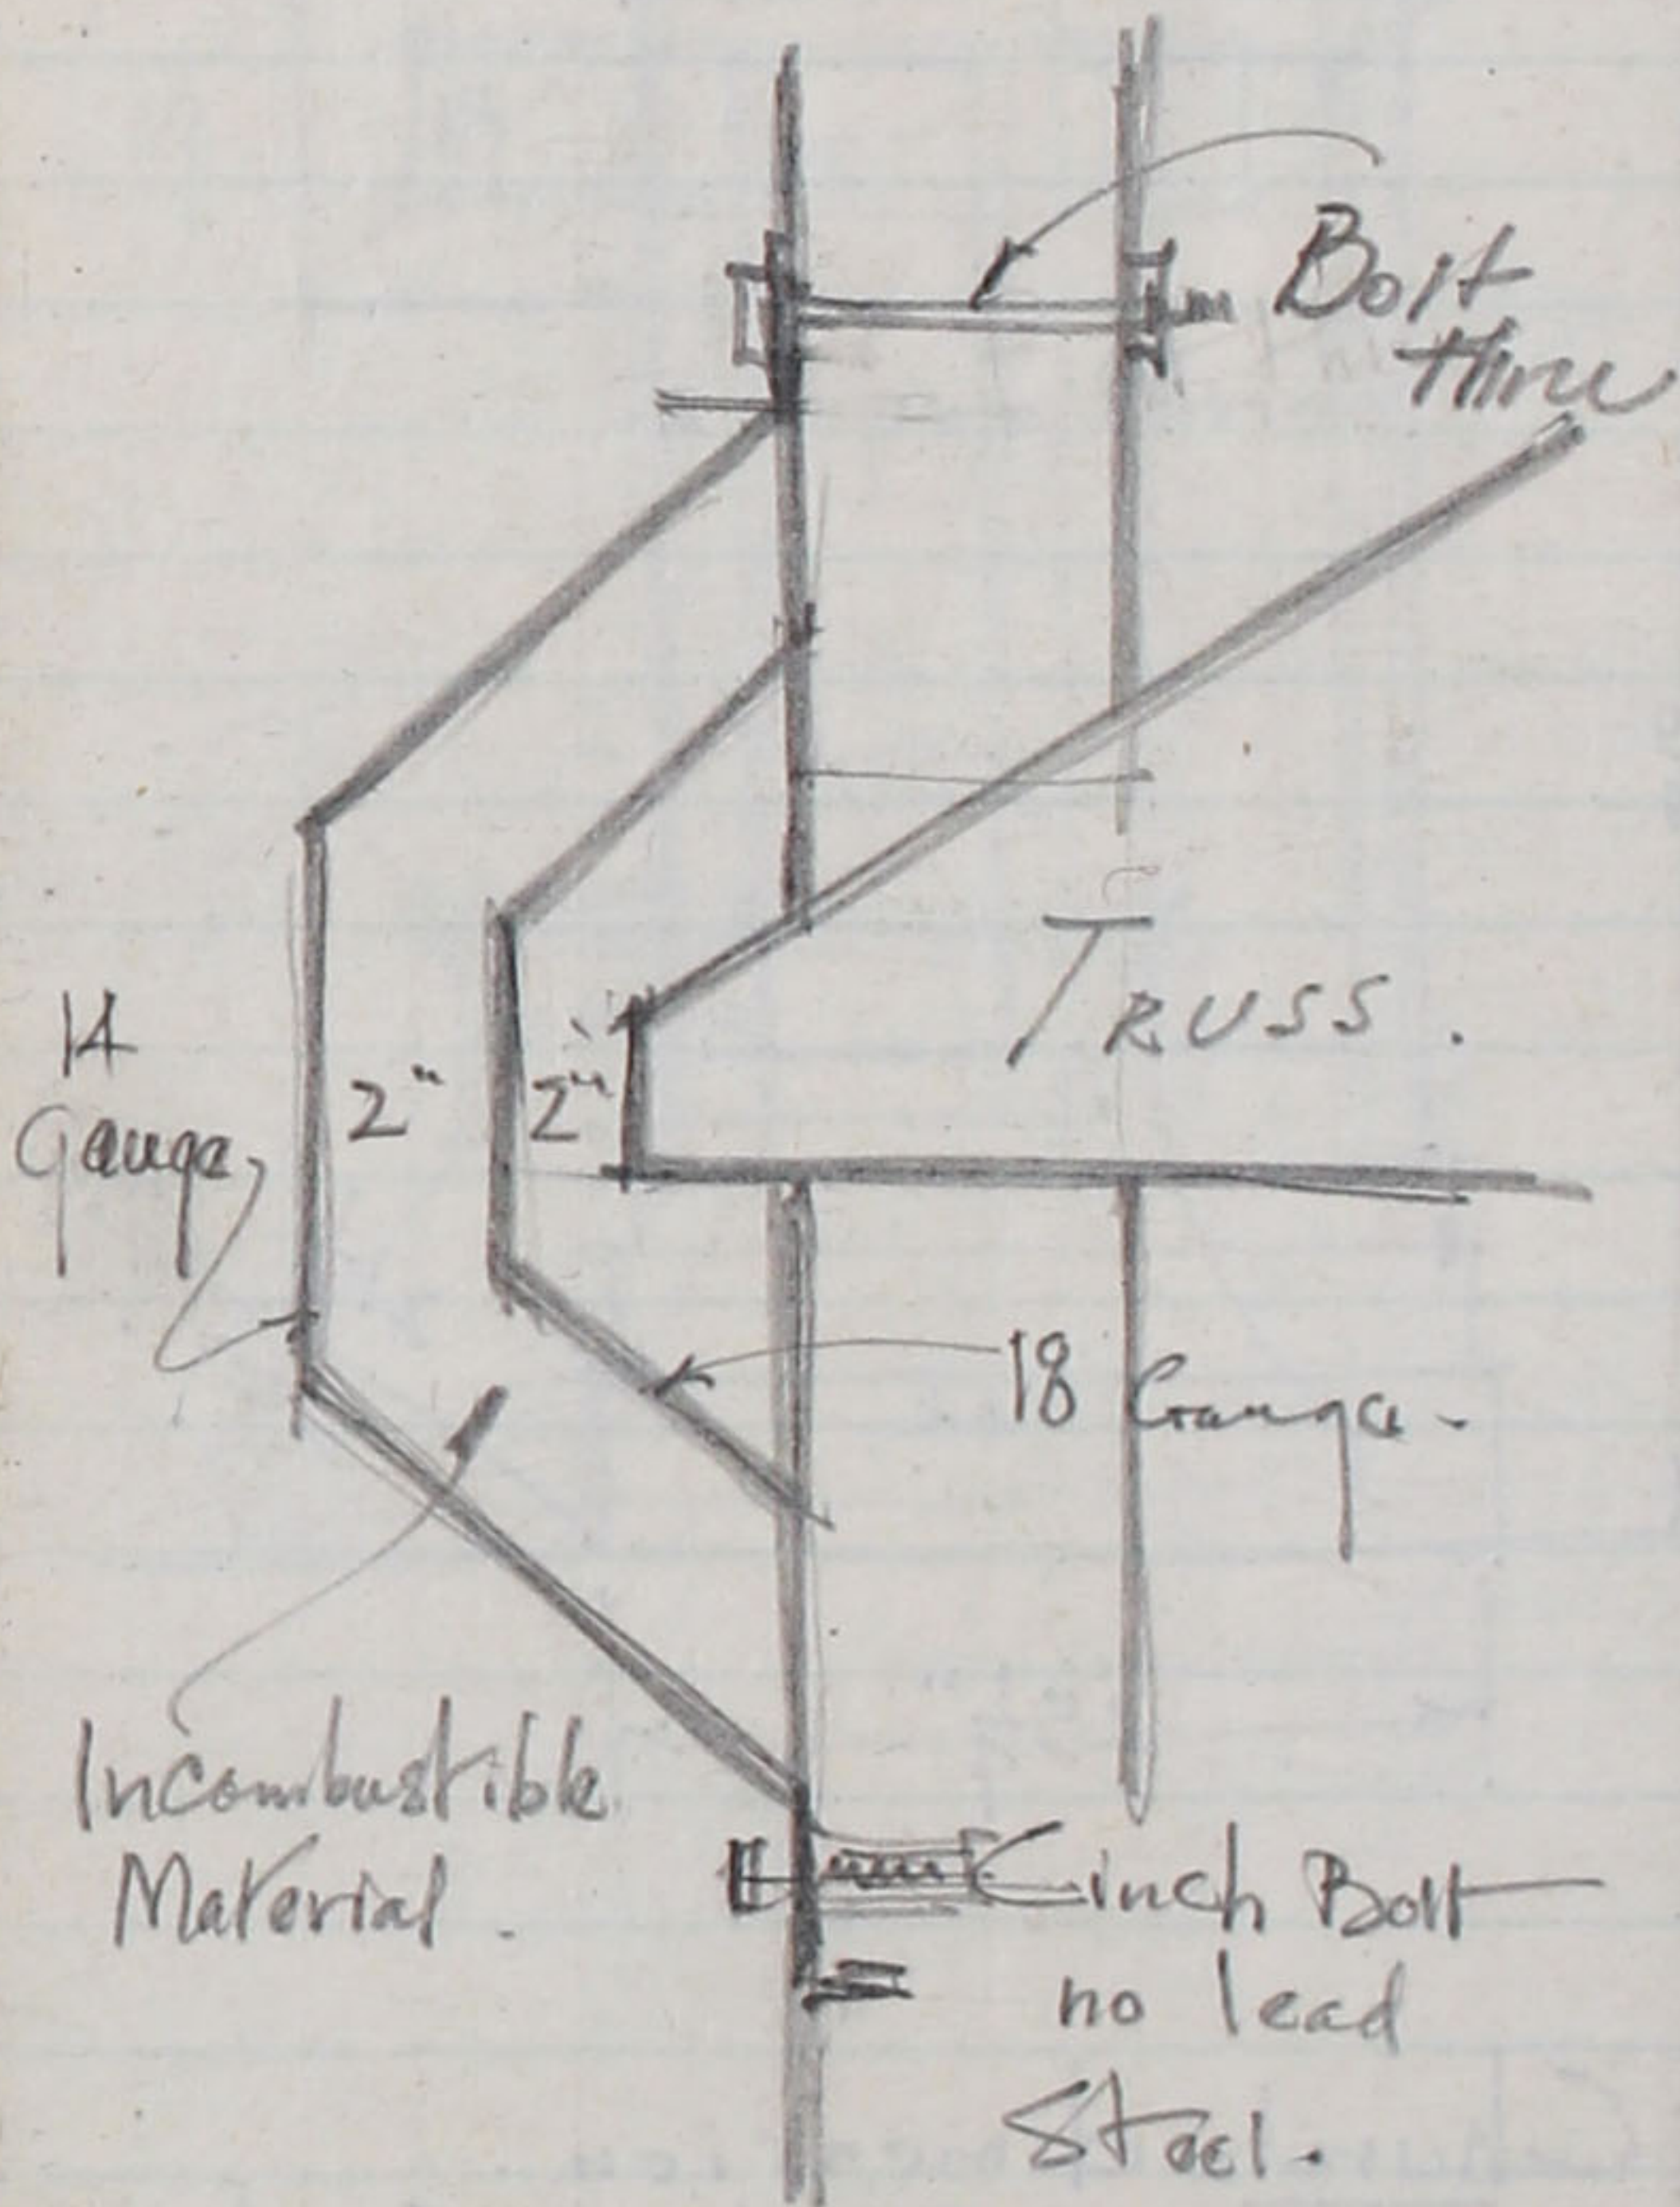 Bolt
thru
TRUSS.
14
Gauge
2"
2"
18 Gauge.
Incombustible
Material.
Cinch Bolt
no lead
Steel.